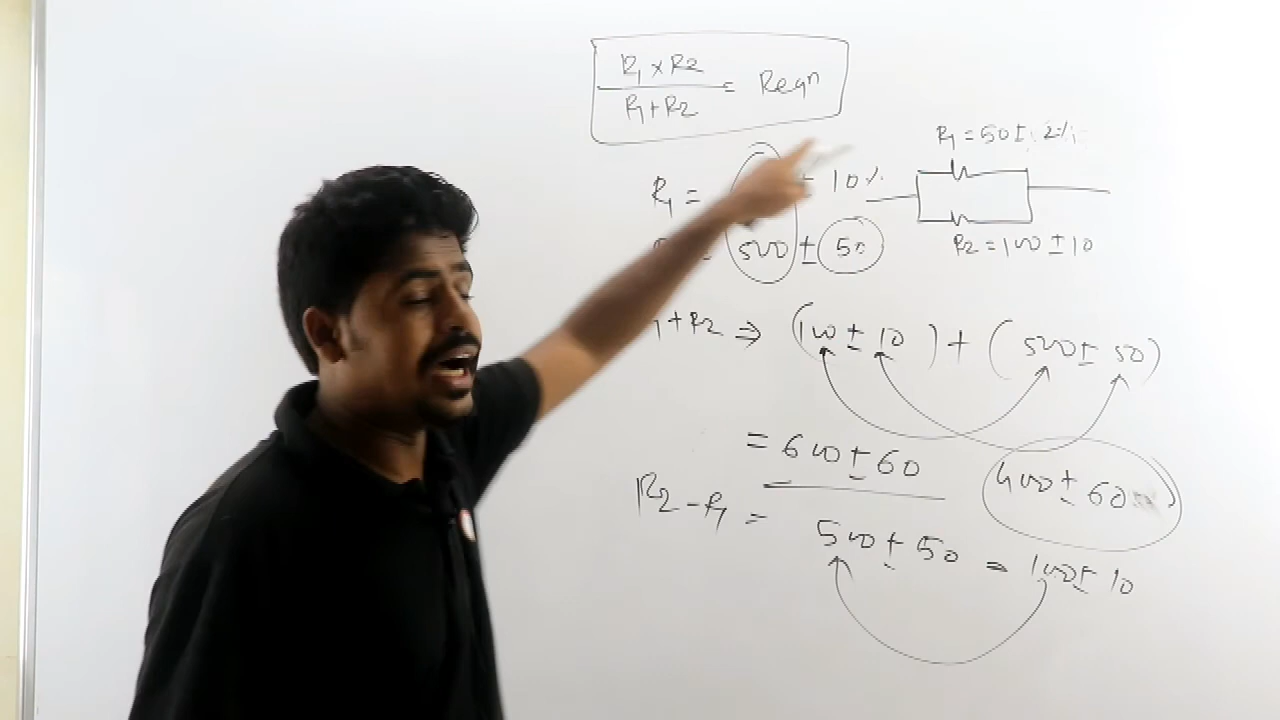 R1 x R2
R1 + R2
= Reqn
R1 = 50 ± 2%
R1 = ± 10%
500 ± 50
R2 = 100 ± 10
+ R2 ⇒ (100 ± 10) + (500 ± 50)
= 600 ± 60
400 ± 60
R2 - R1 =
500 ± 50 = 100 ± 10